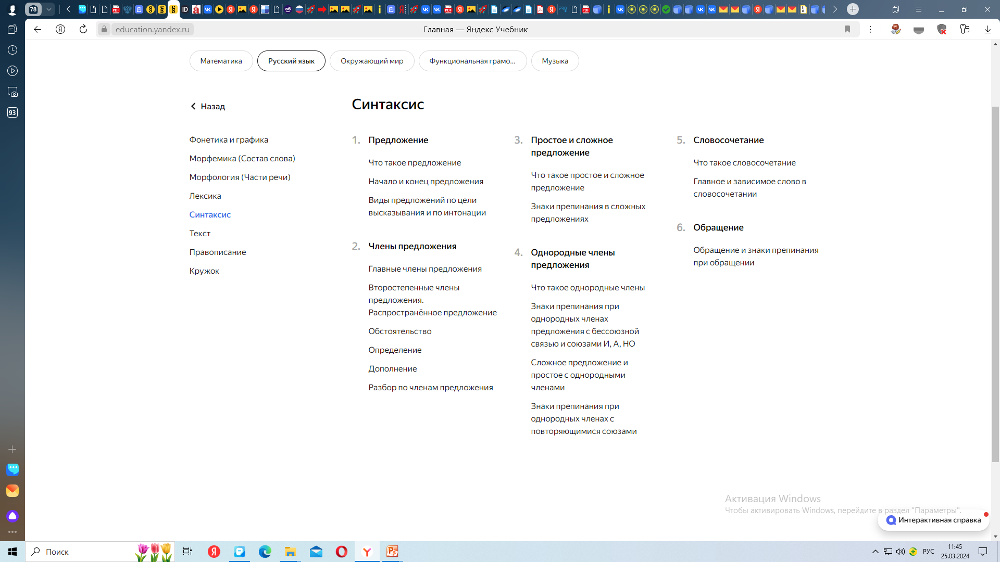 78
education.yandex.ru
Главная — Яндекс Учебник
93
Математика
Русский язык
Окружающий мир
Функциональная грамо...
Музыка
Назад
Фонетика и графика
Морфемика (Состав слова)
Морфология (Части речи)
Лексика
Синтаксис
Текст
Правописание
Кружок
Синтаксис
1. Предложение
Что такое предложение
Начало и конец предложения
Виды предложений по цели
высказывания и по интонации
2. Члены предложения
Главные члены предложения
Второстепенные члены
предложения.
Распространённое предложение
Обстоятельство
Определение
Дополнение
Разбор по членам предложения
3. Простое и сложное
предложение
Что такое простое и сложное
предложение
Знаки препинания в сложных
предложениях
4. Однородные члены
предложения
Что такое однородные члены
Знаки препинания при
однородных членах
предложения с бессоюзной
связью и союзами И, А, НО
Сложное предложение и
простое с однородными
членами
Знаки препинания при
однородных членах с
повторяющимися союзами
5. Словосочетание
Что такое словосочетание
Главное и зависимое слово в
словосочетании
6. Обращение
Обращение и знаки препинания
при обращении
Активация Windows
Чтобы активировать Windows, перейдите в раздел "Параметры".
Интерактивная справка
Поиск
РУС
11:45
25.03.2024